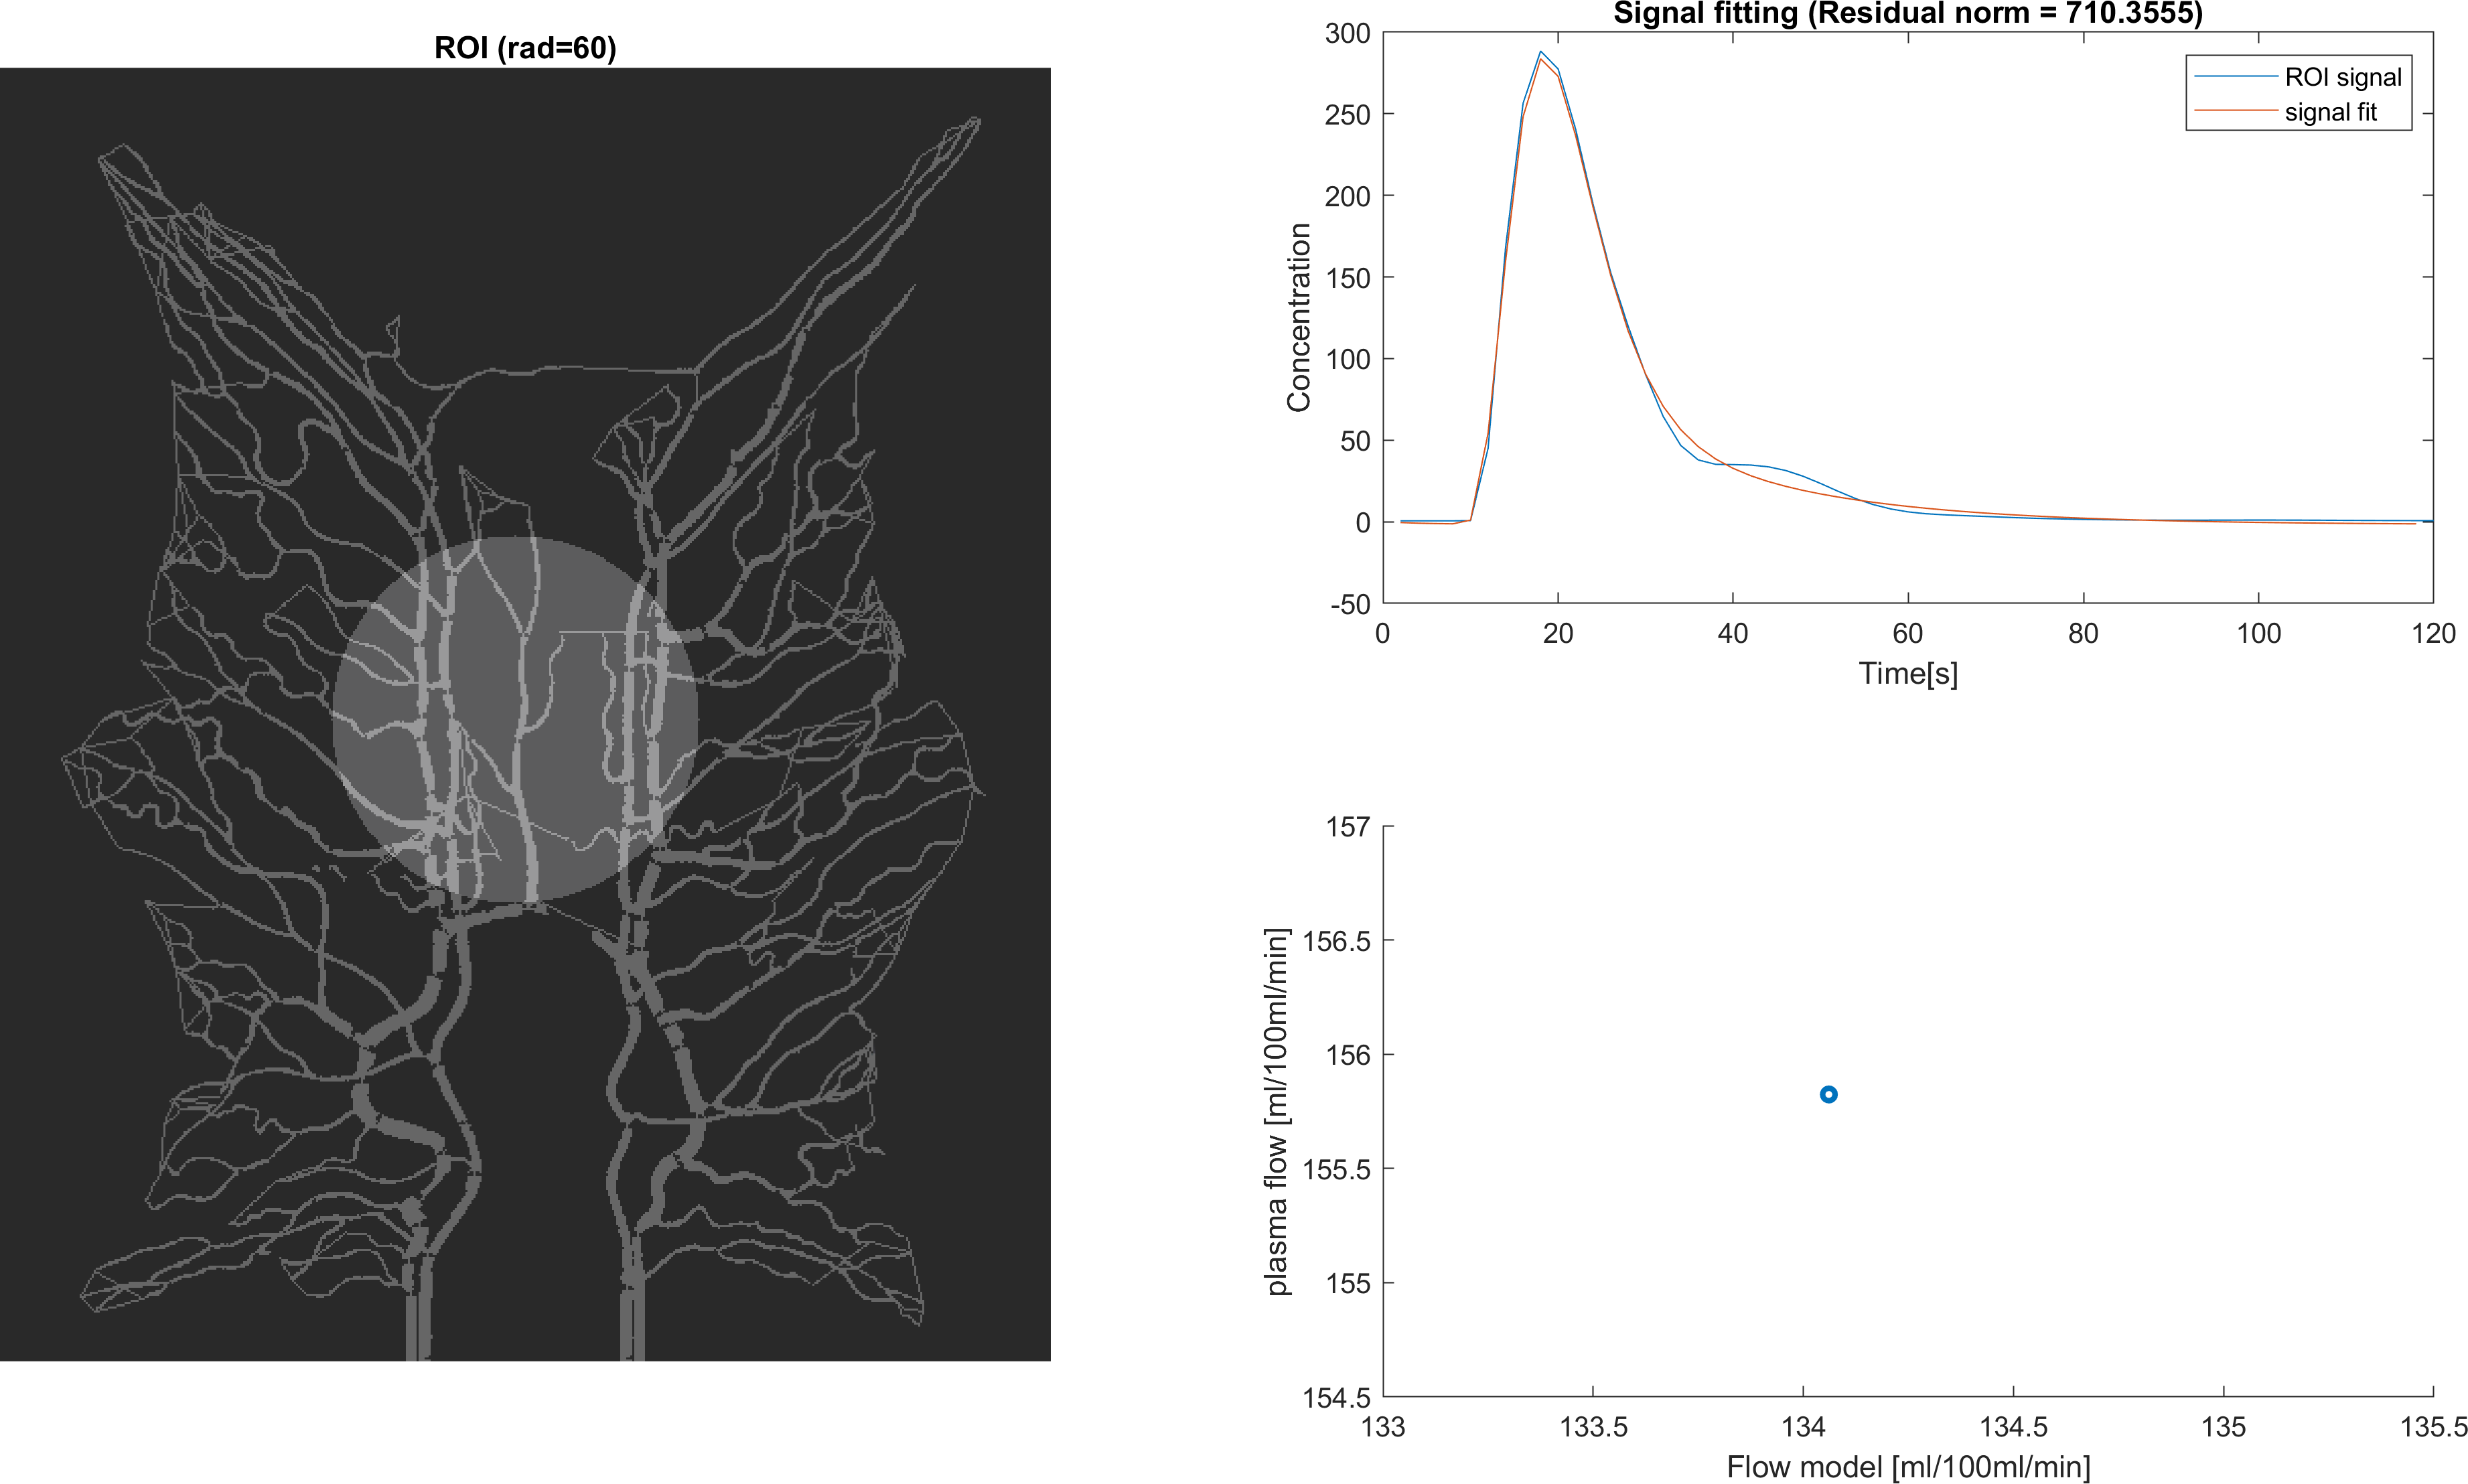 ROI (rad=60)
Signal fitting (Residual norm = 710.3555)
300
250
200
150
100
50
0
-50
Concentration
ROI signal
signal fit
0 20 40 60 80 100 120
Time[s]
157
156.5
156
155.5
155
154.5
plasma flow [ml/100ml/min]
133 133.5 134 134.5 135 135.5
Flow model [ml/100ml/min]